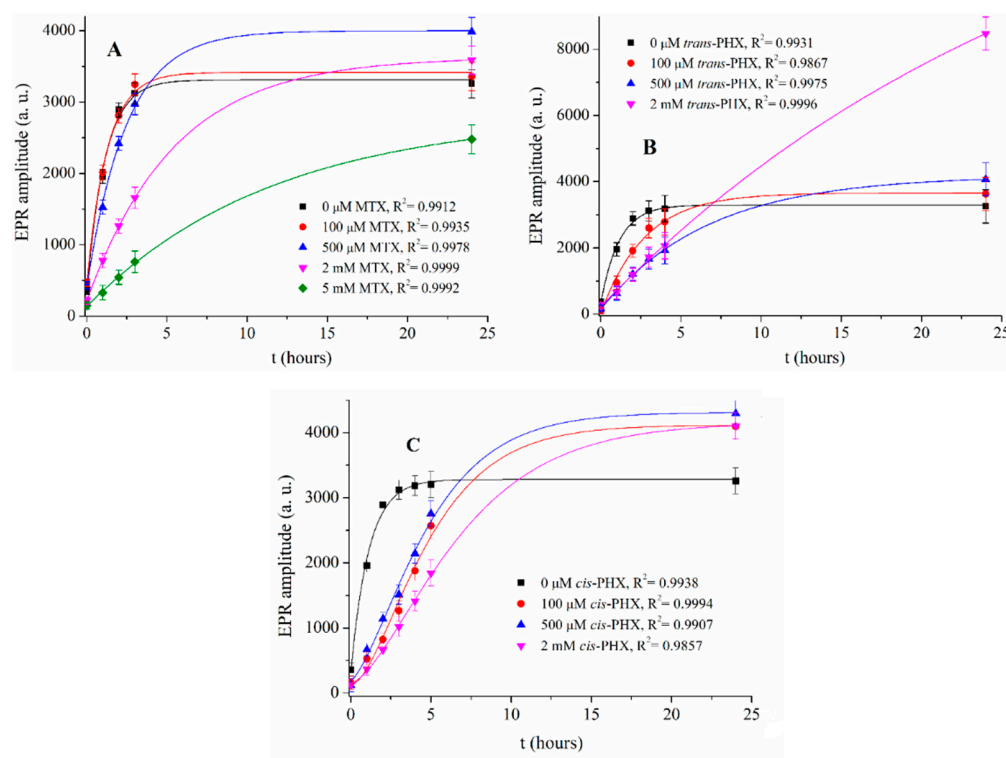 A
EPR amplitude (a. u.)
4000
3000
2000
1000
0
0 μM MTX, R²= 0.9912
100 μM MTX, R²= 0.9935
500 μM MTX, R²= 0.9978
2 mM MTX, R²= 0.9999
5 mM MTX, R²= 0.9992
0 5 10 15 20 25
t (hours)
B
EPR amplitude (a. u.)
8000
6000
4000
2000
0
0 μM trans-PHX, R²= 0.9931
100 μM trans-PHX, R²= 0.9867
500 μM trans-PHX, R²= 0.9975
2 mM trans-PHX, R²= 0.9996
0 5 10 15 20 25
t (hours)
C
EPR amplitude (a. u.)
4000
3000
2000
1000
0
0 μM cis-PHX, R²= 0.9938
100 μM cis-PHX, R²= 0.9994
500 μM cis-PHX, R²= 0.9907
2 mM cis-PHX, R²= 0.9857
0 5 10 15 20 25
t (hours)